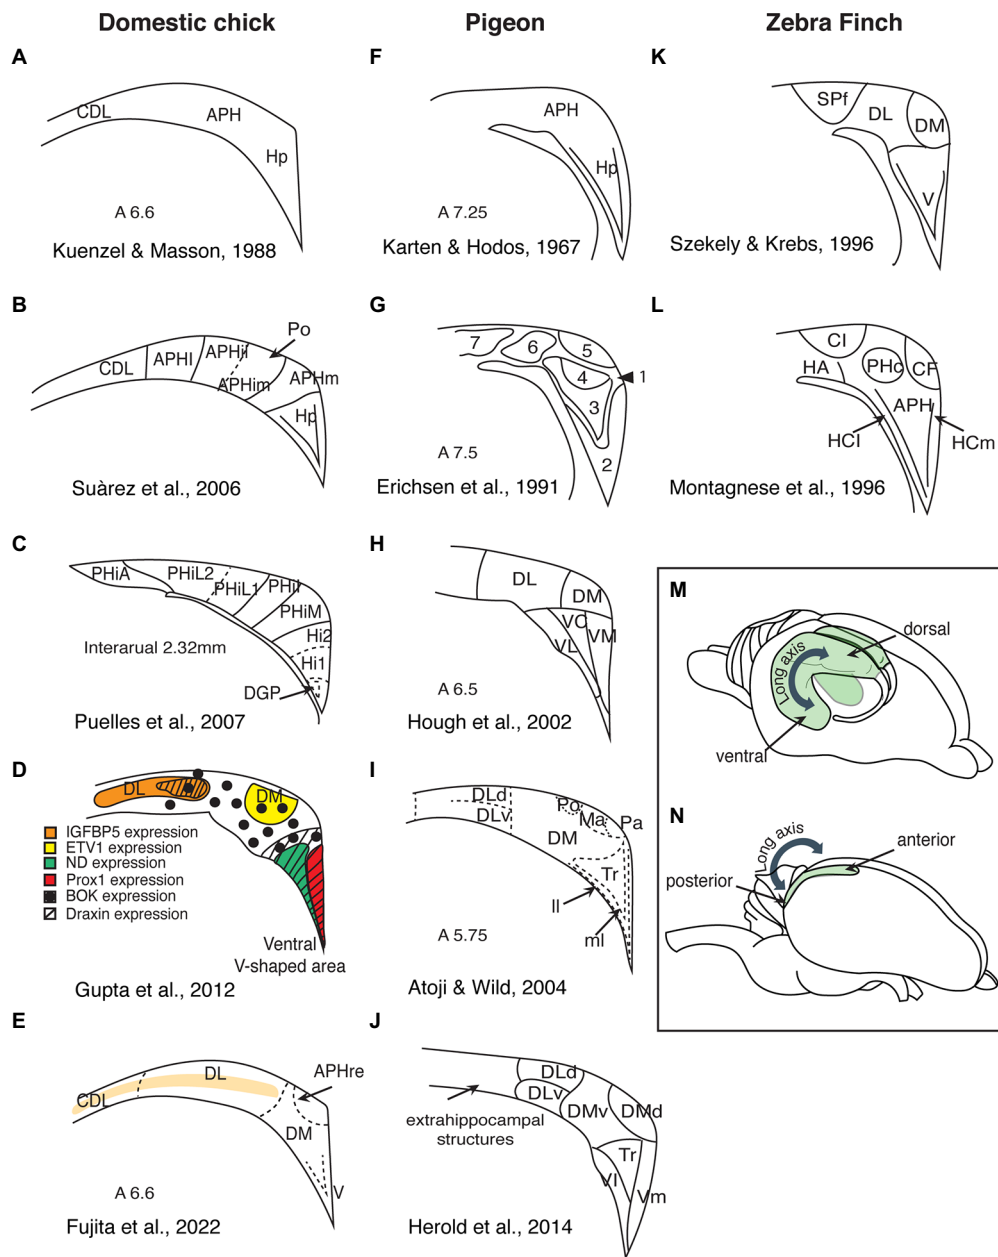 Domestic chick
Pigeon
Zebra Finch
A
CDL
APH
Hp
A 6.6
Kuenzel & Masson, 1988
F
APH
Hp
A 7.25
Karten & Hodos, 1967
K
SPf
DL
DM
V
Szekely & Krebs, 1996
B
Po
CDL
APHl
APHil
APHim
APHm
Hp
Suàrez et al., 2006
G
7
6
5
4
1
3
2
A 7.5
Erichsen et al., 1991
L
CI
HA
PHc
CF
APH
HCl
HCm
Montagnese et al., 1996
C
PHiA
PHiL2
PHiL1
PHiI
PHiM
Hi2
Hi1
DGP
Interarual 2.32mm
Puelles et al., 2007
H
DL
DM
VC
VM
VL
A 6.5
Hough et al., 2002
M
Long axis
dorsal
ventral
D
DL
DM
IGFBP5 expression
ETV1 expression
ND expression
Prox1 expression
BOK expression
Draxin expression
Ventral
V-shaped area
Gupta et al., 2012
I
DLd
DLv
Po
Ma
Pa
DM
Tr
ll
ml
A 5.75
Atoji & Wild, 2004
N
Long axis
anterior
posterior
E
DL
APHre
CDL
DM
V
A 6.6
Fujita et al., 2022
J
DLd
DLv
DMv
DMd
extrahippocampal
structures
Tr
Vl
Vm
Herold et al., 2014